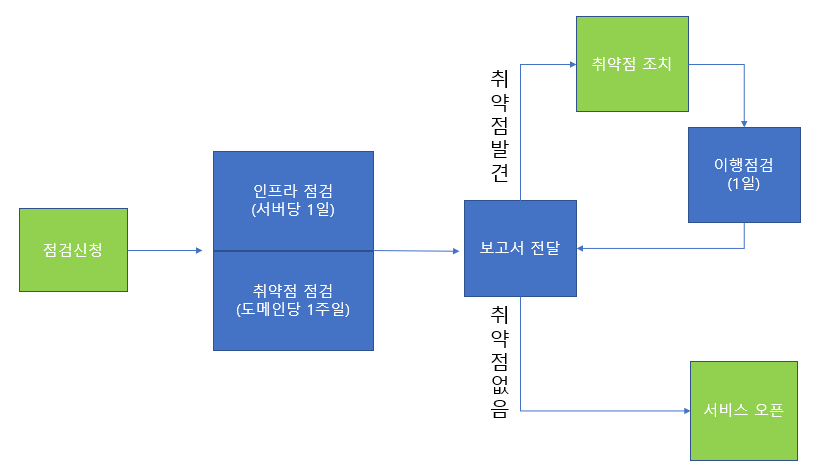 점검신청
인프라 점검
(서버당 1일)
취약점 점검
(도메인당 1주일)
보고서 전달
취약점발견
취약점 조치
이행점검
(1일)
취약점없음
서비스 오픈